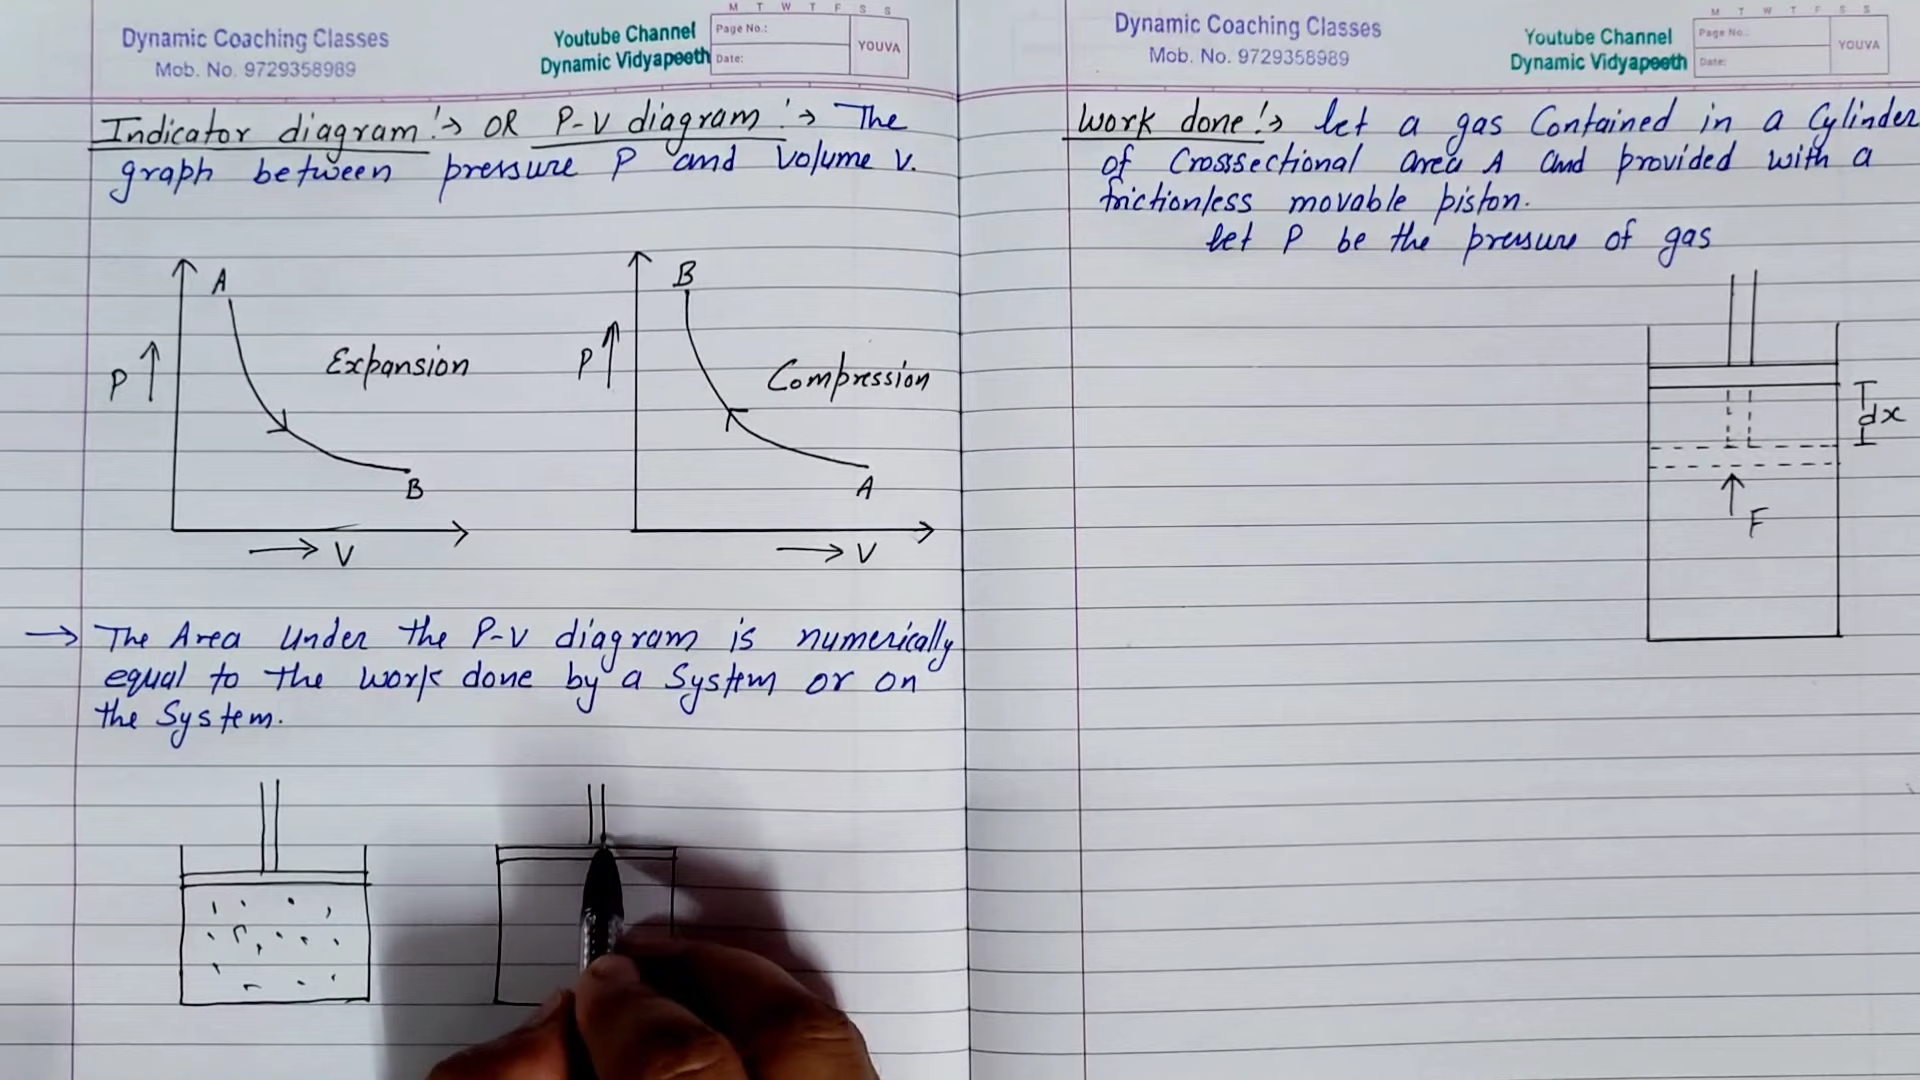 Dynamic Coaching Classes
Mob. No. 9729358989
Youtube Channel
Dynamic Vidyapeeth
M T W T F S S
Page No.:
Date:
YOUVA
Indicator diagram :→ OR P-V diagram :→ The
graph between pressure P and volume V.
A
P
Expansion
B
V
B
P
Compression
A
V
→ The Area Under the P-V diagram is numerically
equal to the work done by a System or on
the System.
Dynamic Coaching Classes
Mob. No. 9729358989
Youtube Channel
Dynamic Vidyapeeth
M T W T F S S
Page No.:
Date:
YOUVA
Work done :→ let a gas Contained in a Cylinder
of Crosssectional area A and provided with a
frictionless movable piston.
let P be the pressure of gas
dx
F